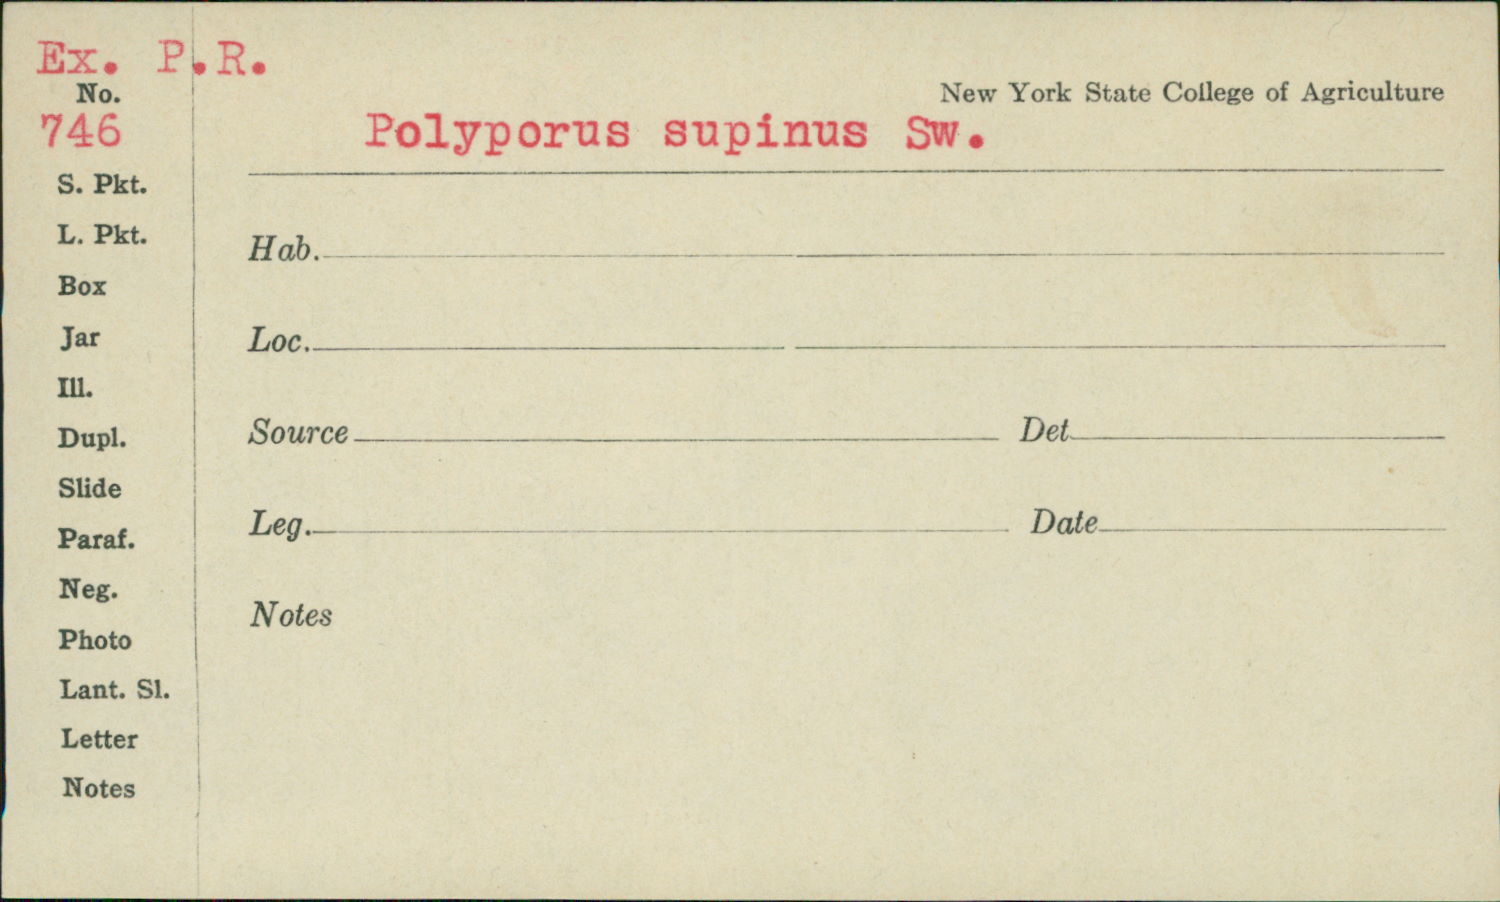 Ex. P.R.
No.
746
New York State College of Agriculture
Polyporus supinus Sw.
S. Pkt.
L. Pkt.
Box
Jar
Ill.
Dupl.
Slide
Paraf.
Neg.
Photo
Lant. Sl.
Letter
Notes
Hab.
Loc.
Source Det
Leg. Date
Notes